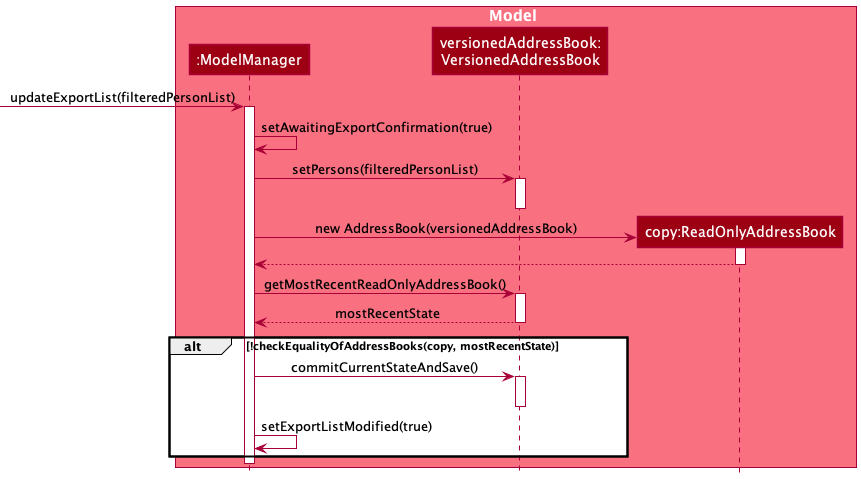 Model
:ModelManager
versionedAddressBook:
VersionedAddressBook
updateExportList(filteredPersonList)
setAwaitingExportConfirmation(true)
setPersons(filteredPersonList)
new AddressBook(versionedAddressBook)
copy:ReadOnlyAddressBook
getMostRecentReadOnlyAddressBook()
mostRecentState
alt [!checkEqualityOfAddressBooks(copy, mostRecentState)]
commitCurrentStateAndSave()
setExportListModified(true)